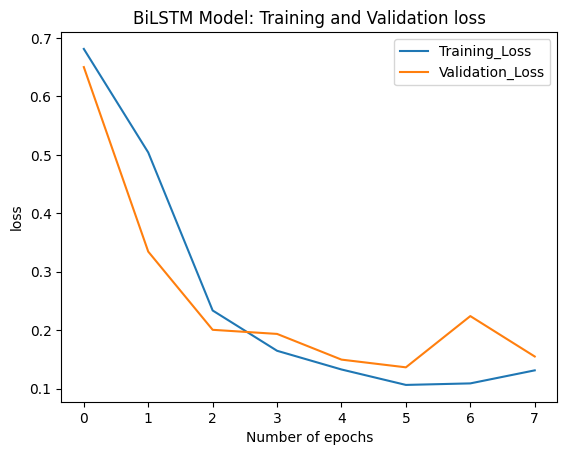 BiLSTM Model: Training and Validation loss
Training_Loss
Validation_Loss
0.7
0.6
0.5
0.4
0.3
0.2
0.1
loss
0 1 2 3 4 5 6 7
Number of epochs